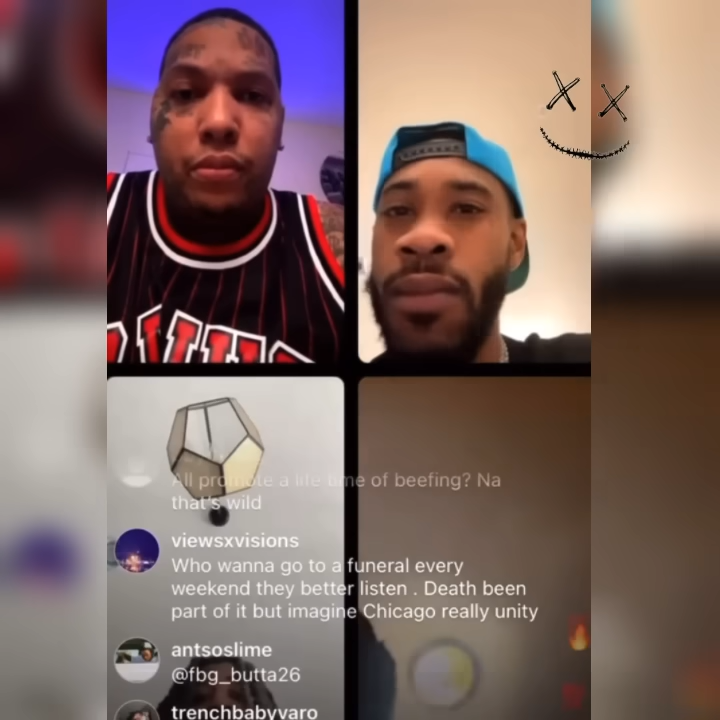 All promote a life time of beefing? Na
that's wild
viewsxvisions
Who wanna go to a funeral every
weekend they better listen . Death been
part of it but imagine Chicago really unity
antsoslime
@fbg_butta26
trenchbabyvaro